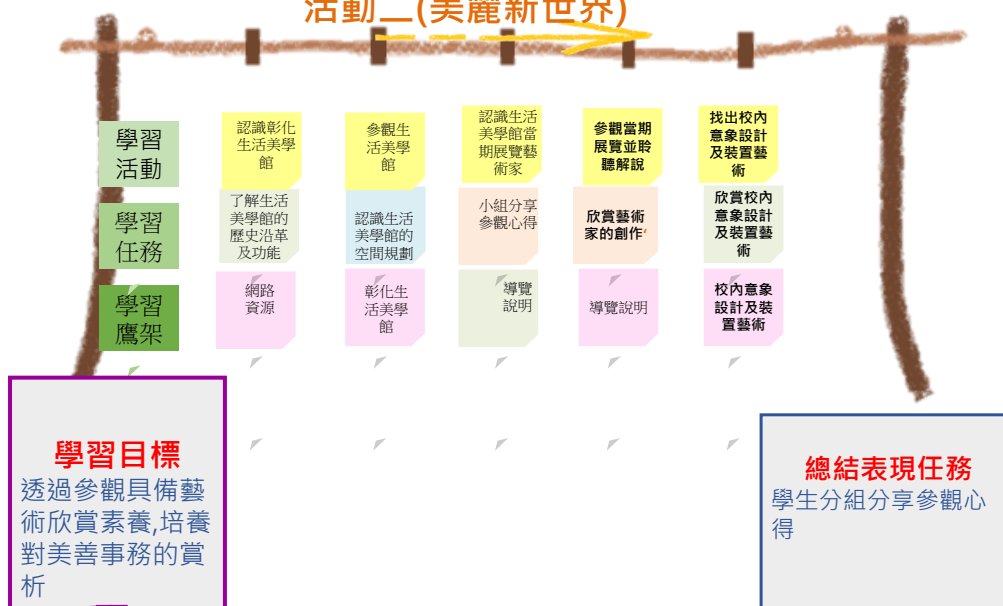 活動二(美麗新世界)
學習
活動
認識彰化
生活美學
館
參觀生
活美學
館
認識生活
美學館當
期展覽藝
術家
參觀當期
展覽並聆
聽解說
找出校內
意象設計
及裝置藝
術
學習
任務
了解生活
美學館的
歷史沿革
及功能
認識生活
美學館的
空間規劃
小組分享
參觀心得
欣賞藝術
家的創作
欣賞校內
意象設計
及裝置藝
術
學習
鷹架
網路
資源
彰化生
活美學
館
導覽
說明
導覽說明
校內意象
設計及裝
置藝術
學習目標
透過參觀具備藝
術欣賞素養,培養
對美善事務的賞
析
總結表現任務
學生分組分享參觀心
得